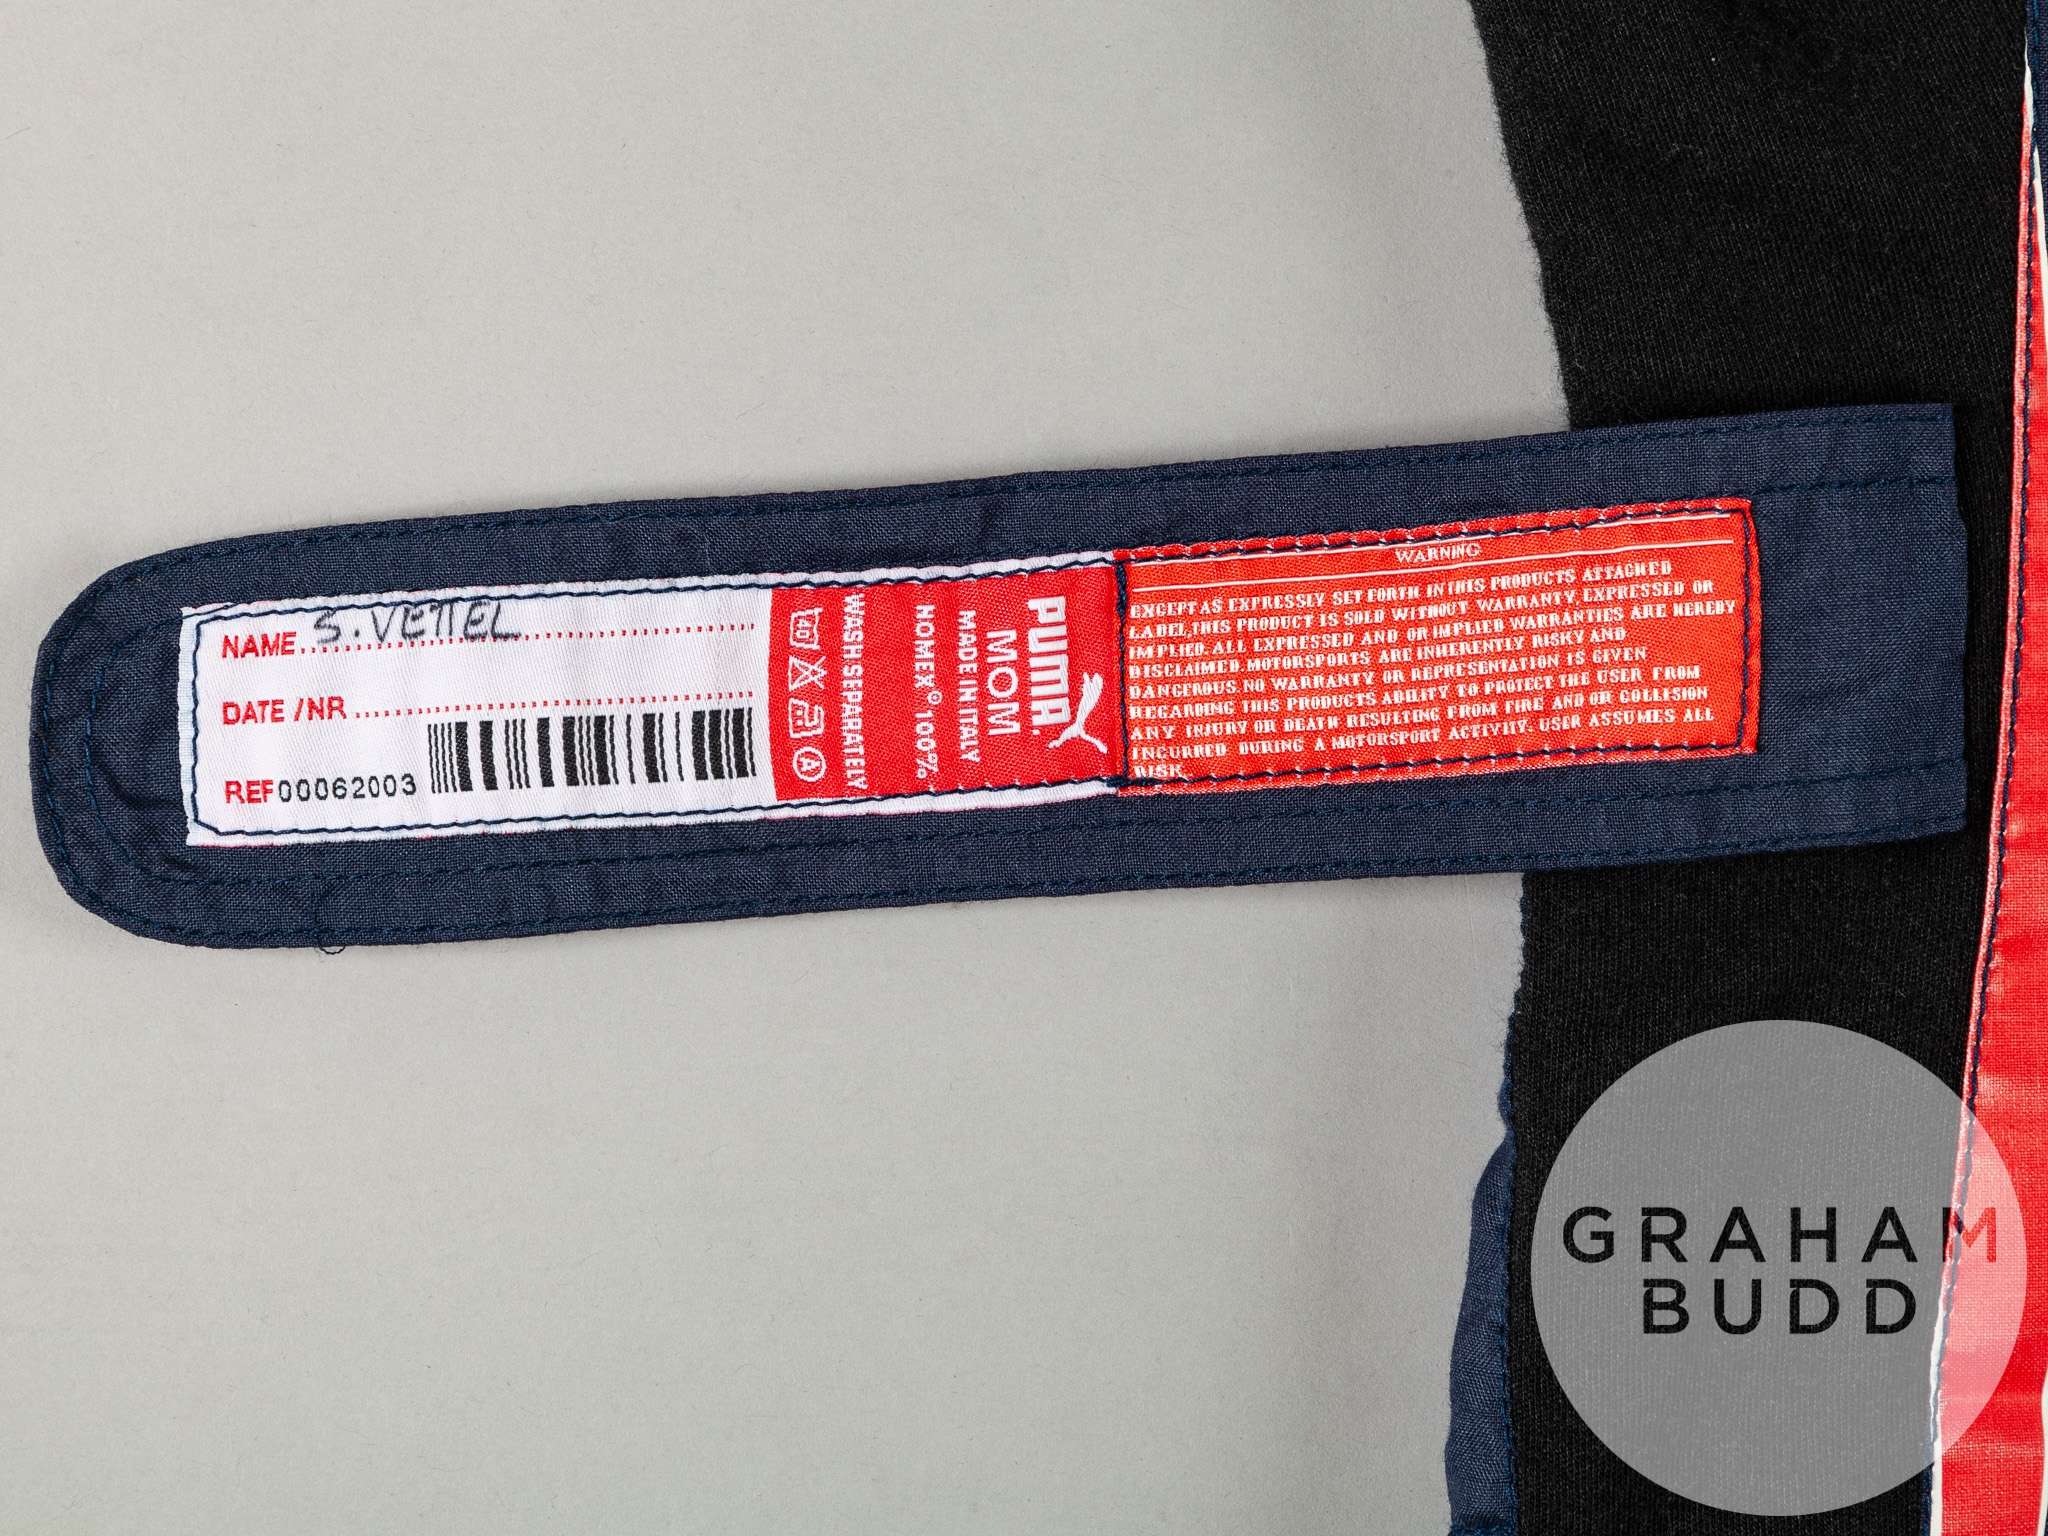 NAME....S. VETTEL....................
DATE /NR.............................................
REF00062003
PUMA.
MOM
MADE IN ITALY
NOMEX® 100%
WASH SEPARATELY
40
A
WARNING
EXCEPT AS EXPRESSLY SET FORTH IN THIS PRODUCTS ATTACHED
LABEL, THIS PRODUCT IS SOLD WITHOUT WARRANTY, EXPRESSED OR
IMPLIED. ALL EXPRESSED AND OR IMPLIED WARRANTIES ARE HEREBY
DISCLAIMED. MOTORSPORTS ARE INHERENTLY RISKY AND
DANGEROUS. NO WARRANTY OR REPRESENTATION IS GIVEN
REGARDING THIS PRODUCTS ABILITY TO PROTECT THE USER FROM
ANY INJURY OR DEATH RESULTING FROM FIRE AND OR COLLISION
INCURRED DURING A MOTORSPORT ACTIVITY. USER ASSUMES ALL
RISK.
GRAHAM
BUDD